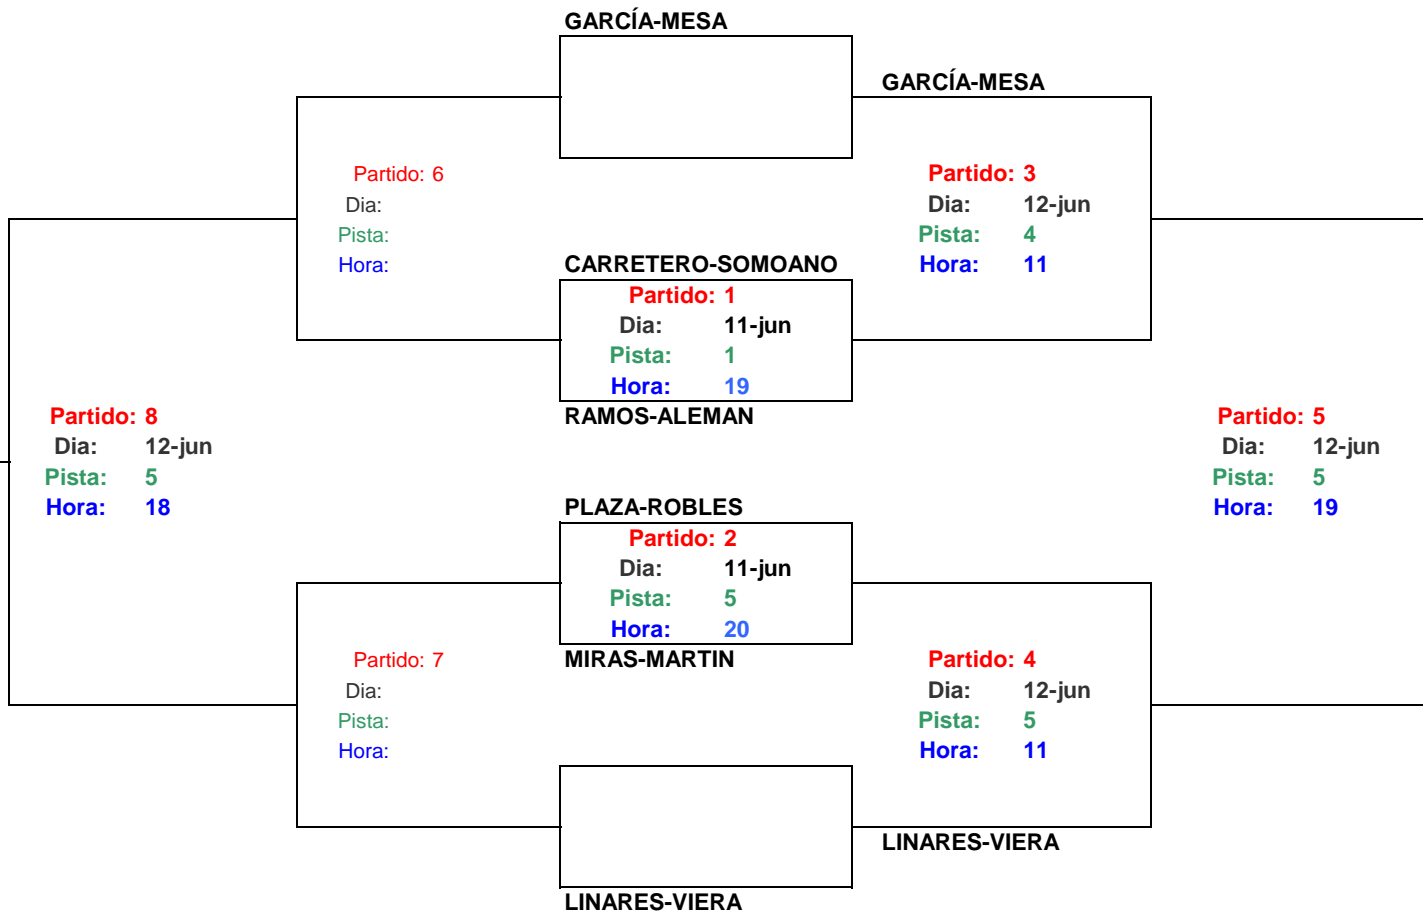 GARCÍA-MESA
GARCÍA-MESA
Partido: 6
Dia:
Pista:
Hora:
Partido: 3
Dia: 12-jun
Pista: 4
Hora: 11
CARRETERO-SOMOANO
Partido: 1
Dia: 11-jun
Pista: 1
Hora: 19
RAMOS-ALEMAN
Partido: 8
Dia: 12-jun
Pista: 5
Hora: 18
Partido: 5
Dia: 12-jun
Pista: 5
Hora: 19
PLAZA-ROBLES
Partido: 2
Dia: 11-jun
Pista: 5
Hora: 20
MIRAS-MARTIN
Partido: 7
Dia:
Pista:
Hora:
Partido: 4
Dia: 12-jun
Pista: 5
Hora: 11
LINARES-VIERA
LINARES-VIERA